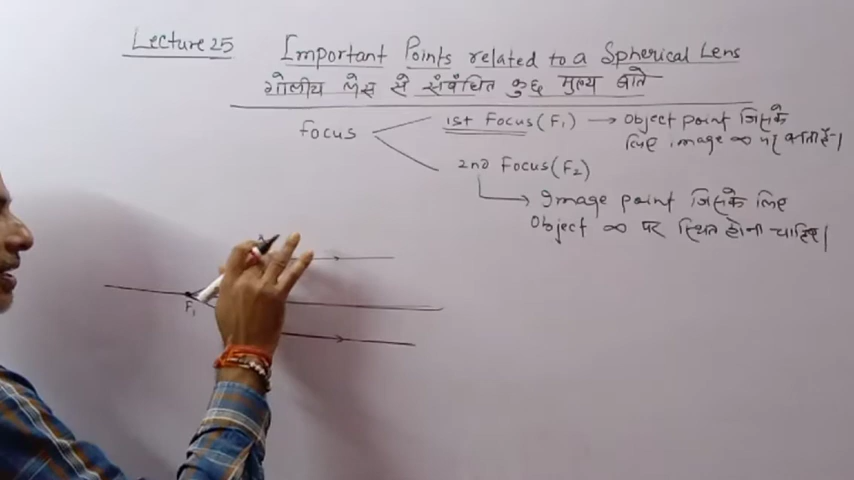 Lecture 25 Important Points related to a Spherical Lens
गोलीय लेंस से संबंधित कुछ मुख्य बातें
focus
1st Focus (F₁) → Object point जिसके
लिए image ∞ पर बनता है।
2nd Focus (F₂)
→ Image point जिसके लिए
Object ∞ पर स्थित होना चाहिए।
F₁